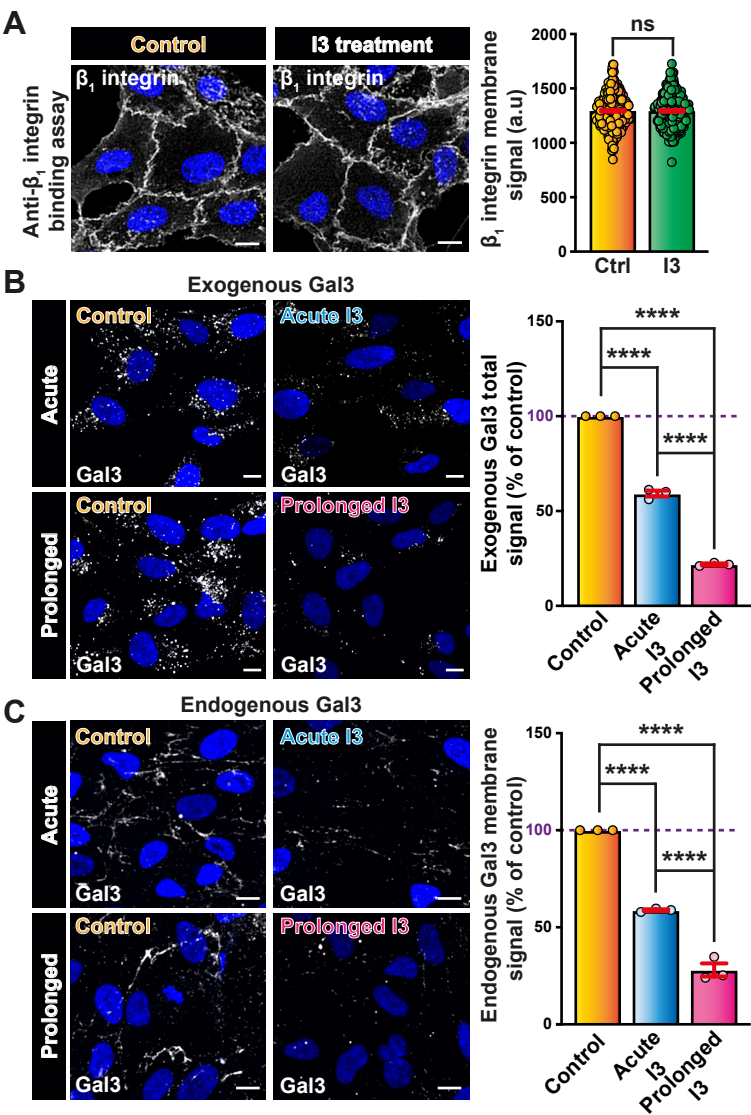 A
Control
I3 treatment
Anti-β1 integrin
binding assay
β1 integrin
β1 integrin
β1 integrin membrane
signal (a.u)
2000
1500
1000
500
0
ns
Ctrl
I3
B
Exogenous Gal3
Acute
Control
Gal3
Acute I3
Gal3
Prolonged
Control
Gal3
Prolonged I3
Gal3
Exogenous Gal3 total
signal (% of control)
150
100
50
0
****
****
****
Control
Acute
I3
Prolonged
I3
C
Endogenous Gal3
Acute
Control
Gal3
Acute I3
Gal3
Prolonged
Control
Gal3
Prolonged I3
Gal3
Endogenous Gal3 membrane
signal (% of control)
150
100
50
0
****
****
****
Control
Acute
I3
Prolonged
I3